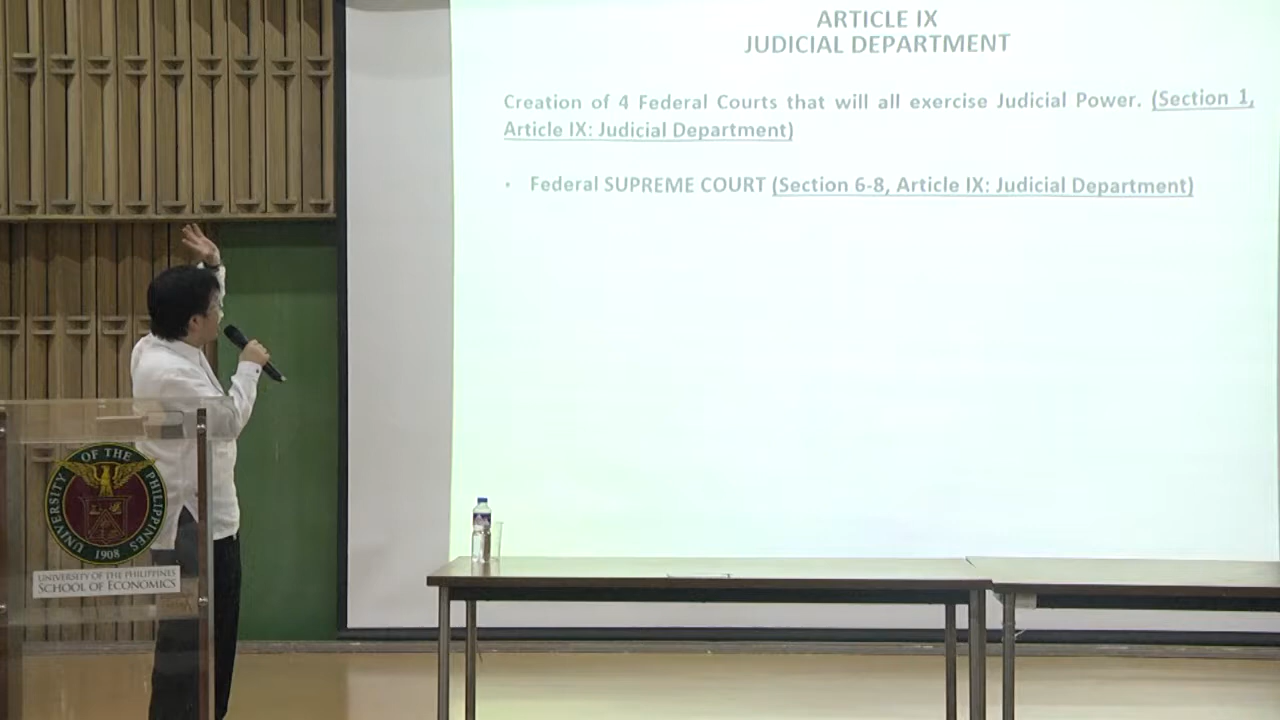 ARTICLE IX
JUDICIAL DEPARTMENT
Creation of 4 Federal Courts that will all exercise Judicial Power. (Section 1,
Article IX: Judicial Department)
• Federal SUPREME COURT (Section 6-8, Article IX: Judicial Department)
UNIVERSITY OF THE PHILIPPINES
1908
UNIVERSITY OF THE PHILIPPINES
SCHOOL OF ECONOMICS